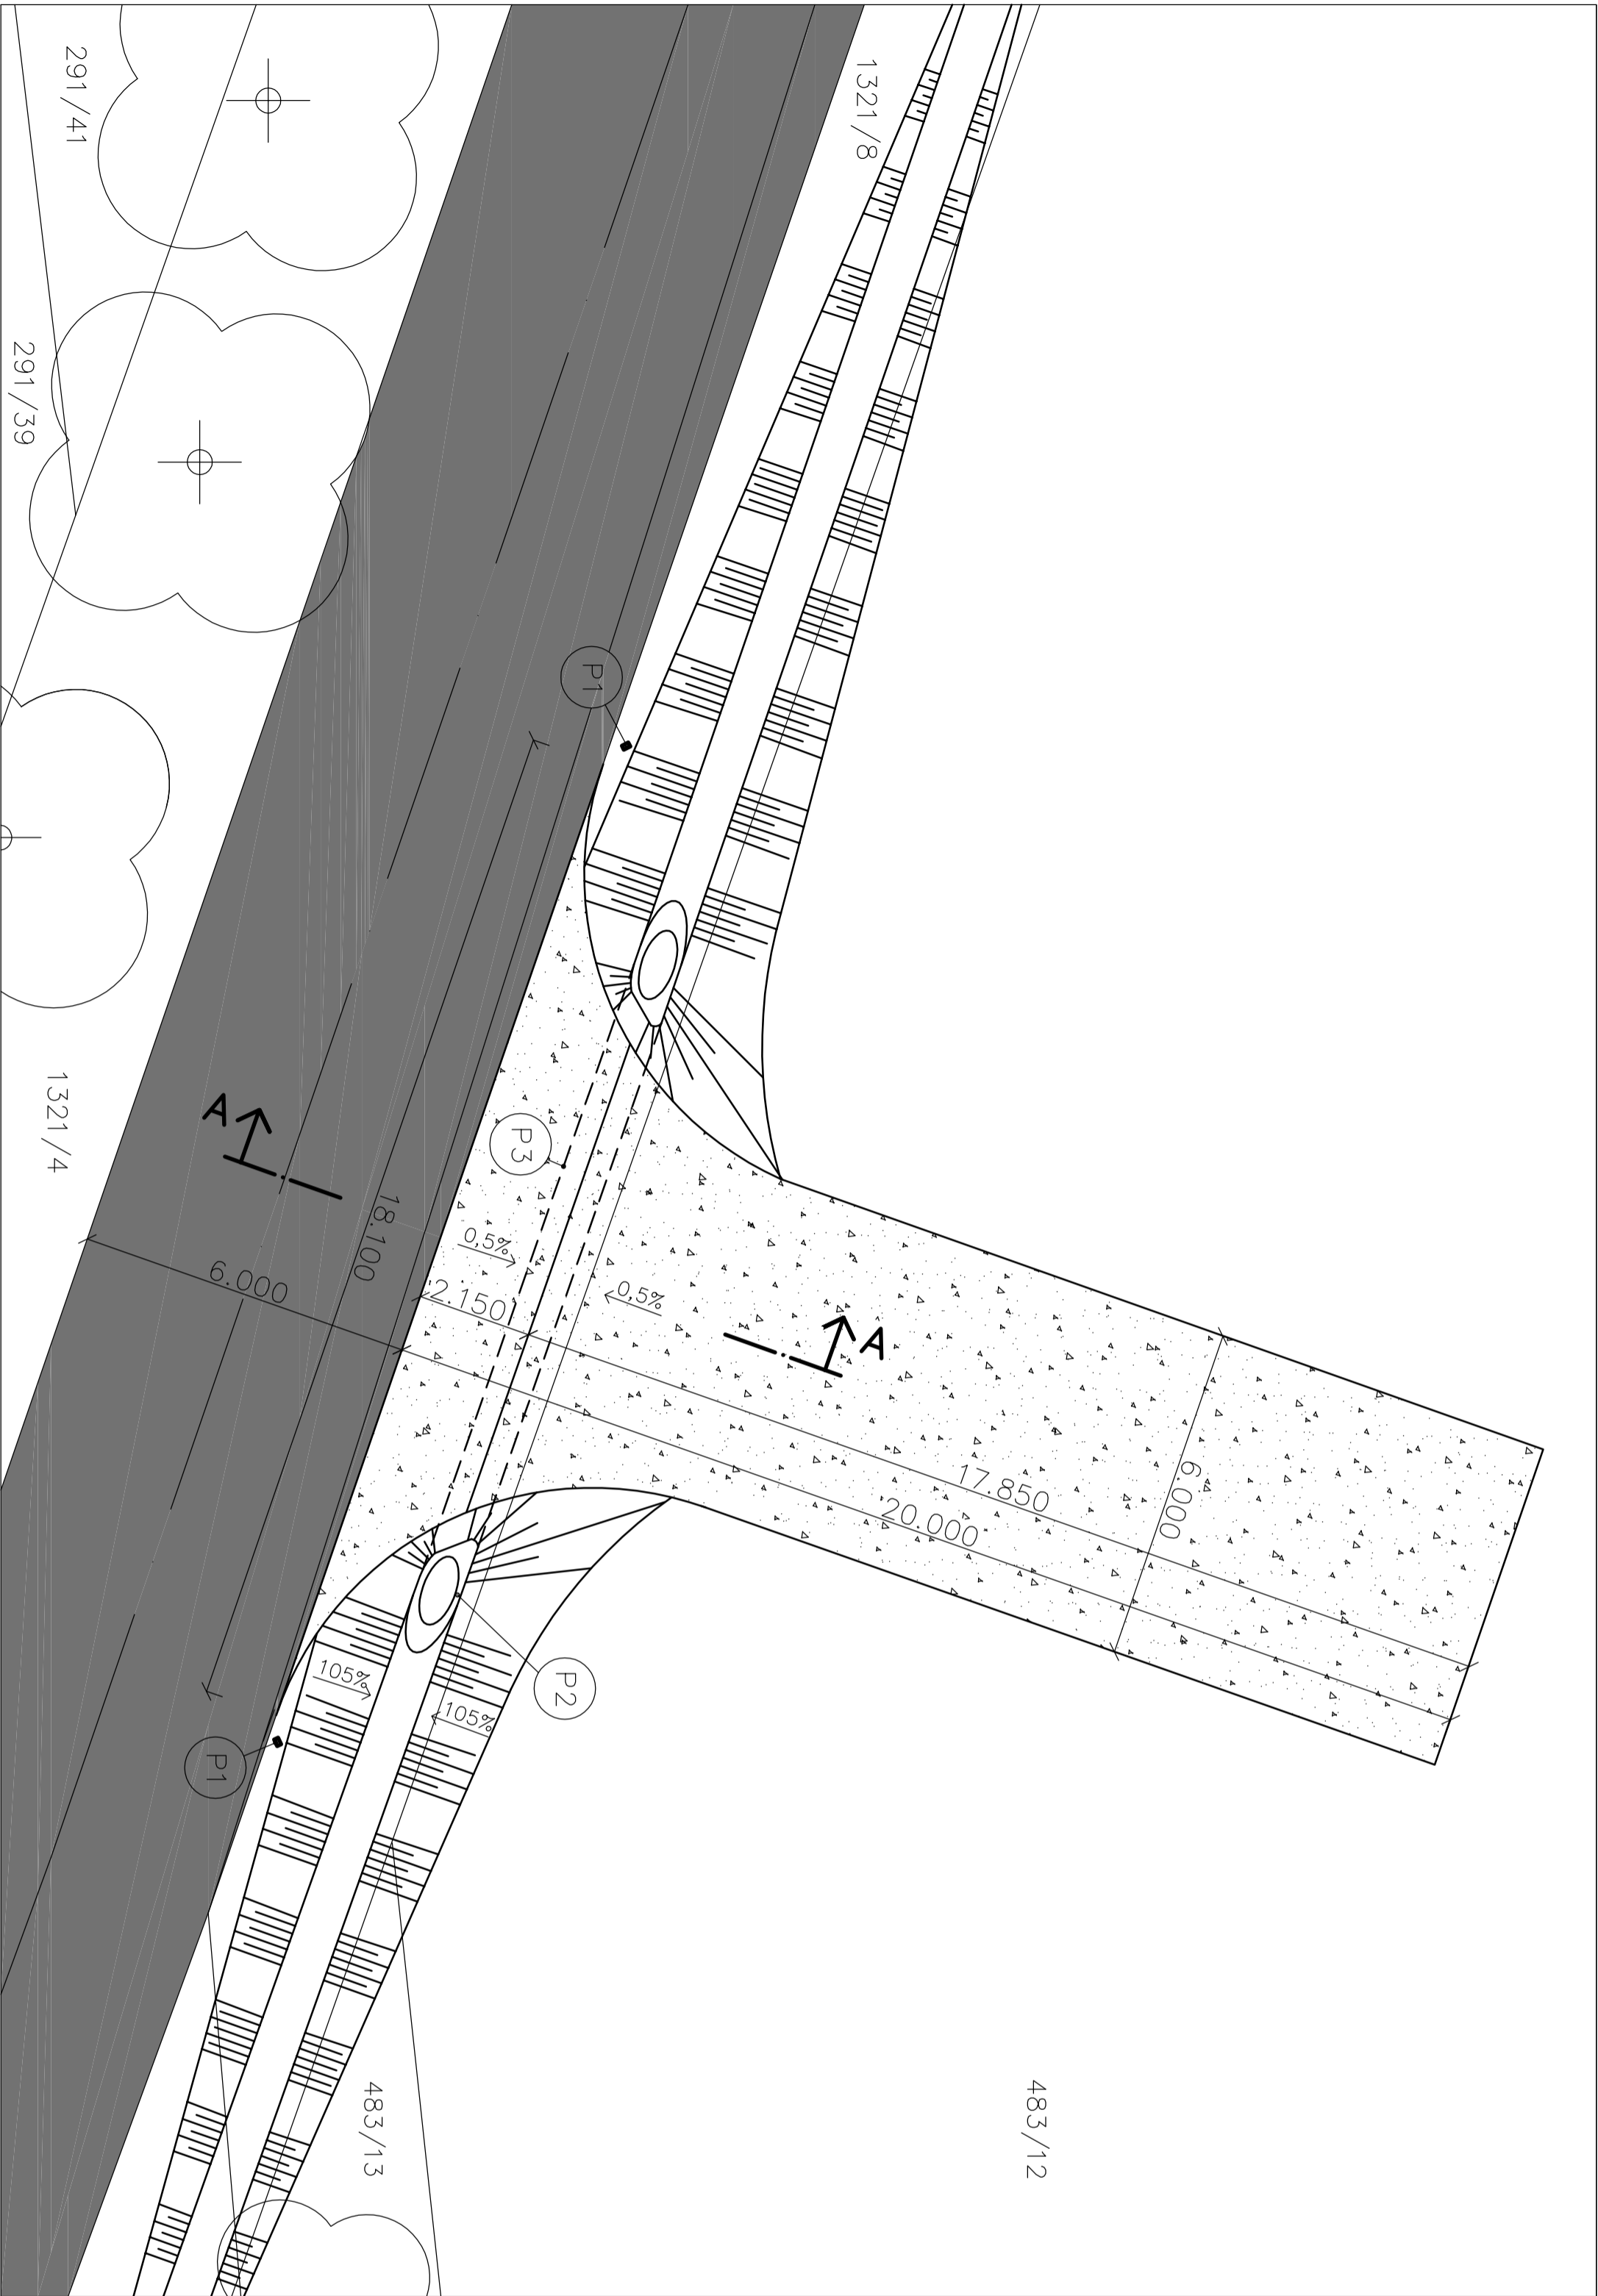 291/41
1321/8
291/39
P1
1321/4
A
P3
18.100
0,5%
6.000
2.150
0,5%
A
17.850
20.000
6.000
P2
105%
105%
P1
483/13
483/12